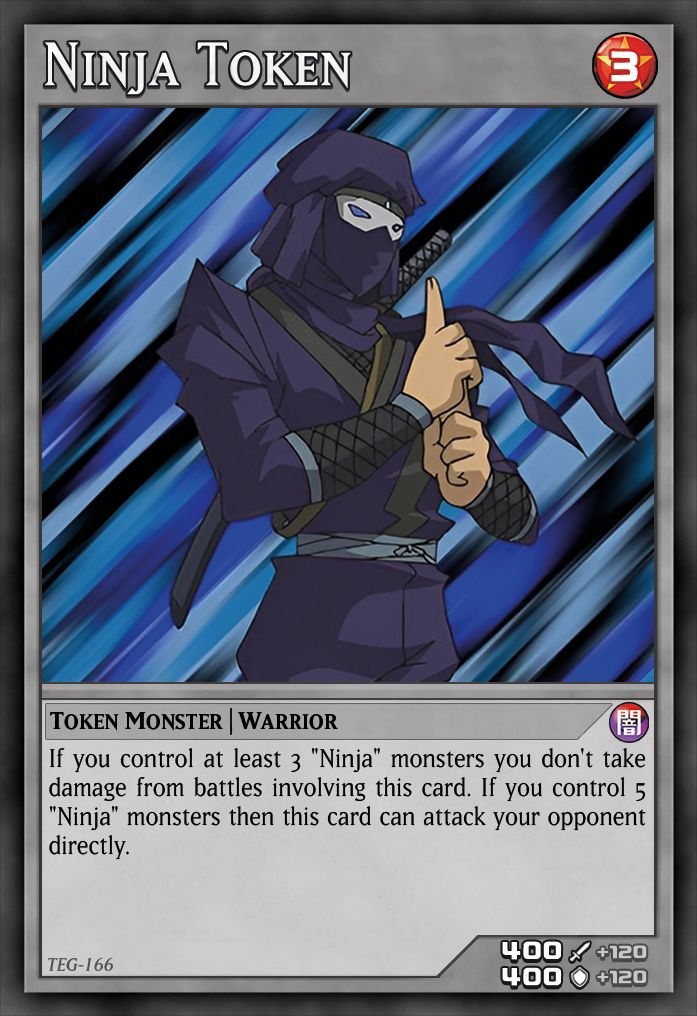 Ninja Token
3
Token Monster | Warrior
闇
If you control at least 3 "Ninja" monsters you don't take
damage from battles involving this card. If you control 5
"Ninja" monsters then this card can attack your opponent
directly.
TEG-166
400 +120
400 +120